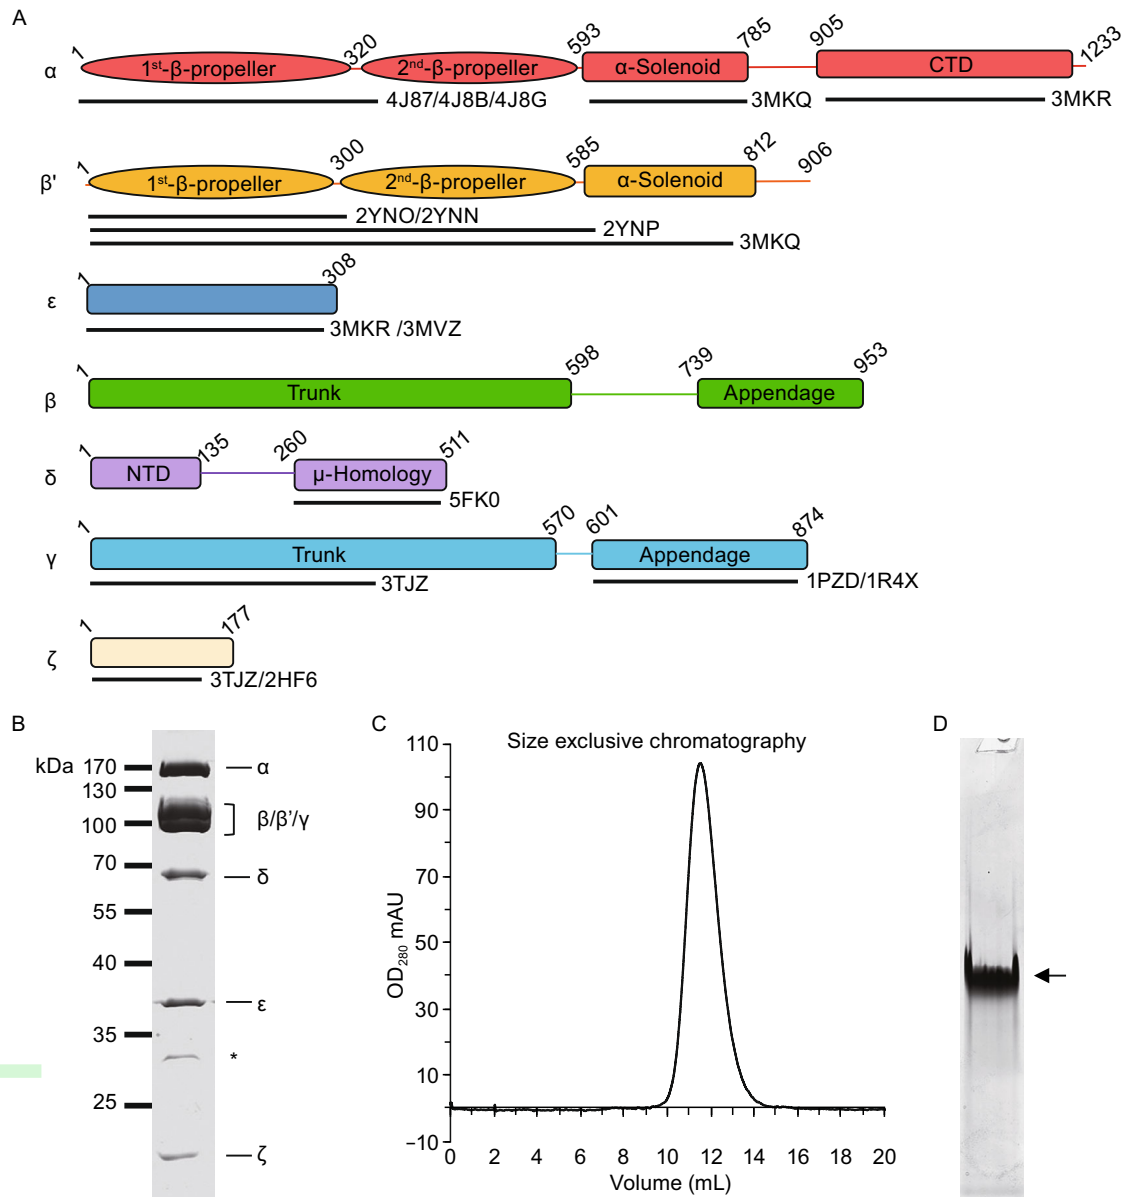 A
1 320 593 785 905 1233
α 1st-β-propeller 2nd-β-propeller α-Solenoid CTD
4J87/4J8B/4J8G 3MKQ 3MKR
1 300 585 812 906
β' 1st-β-propeller 2nd-β-propeller α-Solenoid
2YNO/2YNN
2YNP
3MKQ
1 308
ε
3MKR /3MVZ
1 598 739 953
β Trunk Appendage
1 135 260 511
δ NTD μ-Homology
5FK0
1 570 601 874
γ Trunk Appendage
3TJZ 1PZD/1R4X
1 177
ζ
3TJZ/2HF6
B
kDa 170 α
130
100 β/β'/γ
70 δ
55
40
ε
35
*
25
ζ
C
Size exclusive chromatography
110
90
70
50
30
10
−10
OD280 mAU
0 2 4 6 8 10 12 14 16 18 20
Volume (mL)
D